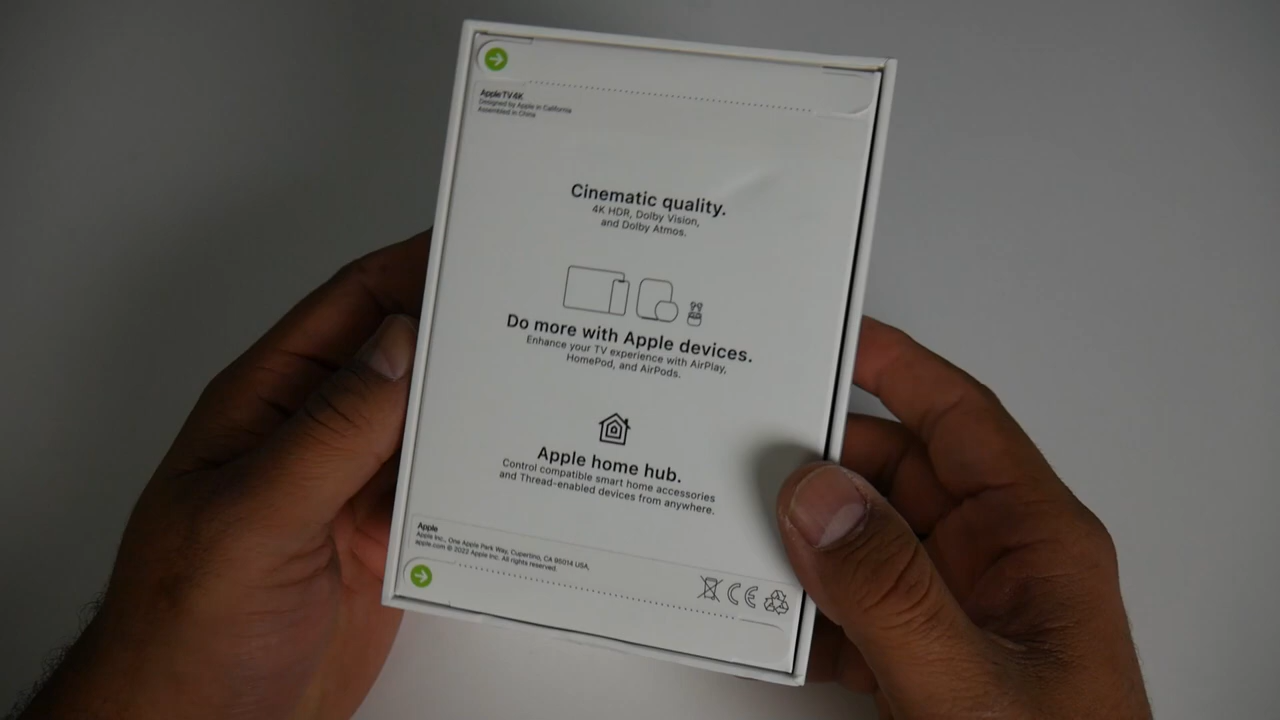 Apple TV 4K
Designed by Apple in California
Assembled in China
Cinematic quality.
4K HDR, Dolby Vision,
and Dolby Atmos.
Do more with Apple devices.
Enhance your TV experience with AirPlay,
HomePod, and AirPods.
Apple home hub.
Control compatible smart home accessories
and Thread-enabled devices from anywhere.
Apple
Apple Inc., One Apple Park Way, Cupertino, CA 95014 USA,
apple.com © 2022 Apple Inc. All rights reserved.
CE